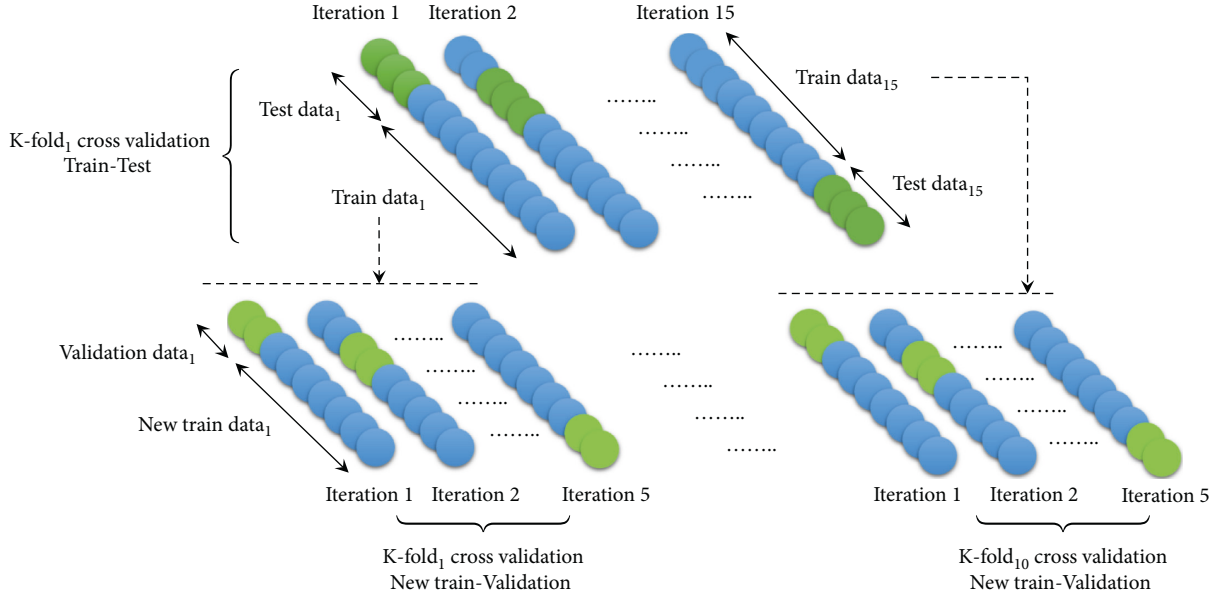 Iteration 1
Iteration 2
Iteration 15
Train data15
Test data1
........
K-fold1 cross validation
Train-Test
........
........
Test data15
Train data1
........
Validation data1
........
........
........
........
........
........
New train data1
........
........
........
........
........
........
Iteration 1
Iteration 2
Iteration 5
Iteration 1
Iteration 2
Iteration 5
K-fold1 cross validation
New train-Validation
K-fold10 cross validation
New train-Validation